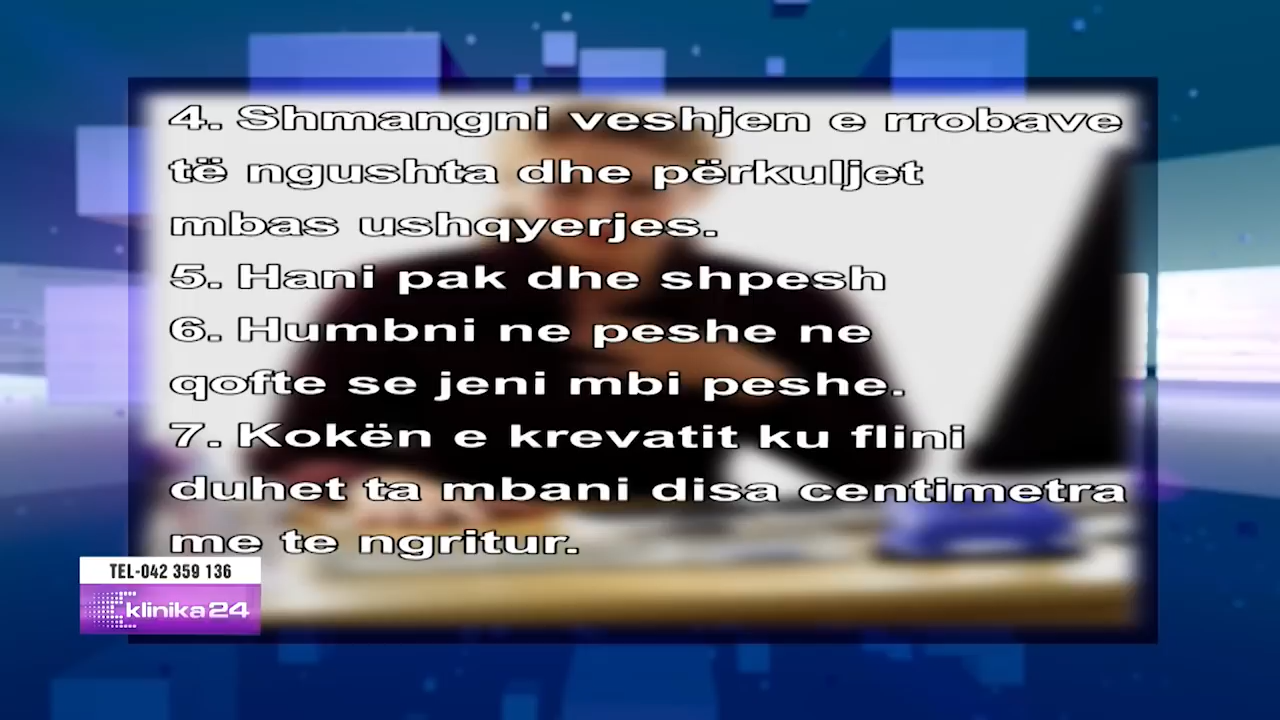 4. Shmangni veshjen e rrobave
të ngushta dhe përkuljet
mbas ushqyerjes.
5. Hani pak dhe shpesh
6. Humbni ne peshe ne
qofte se jeni mbi peshe.
7. Kokën e krevatit ku flini
duhet ta mbani disa centimetra
me te ngritur.
TEL-042 359 136
klinika24